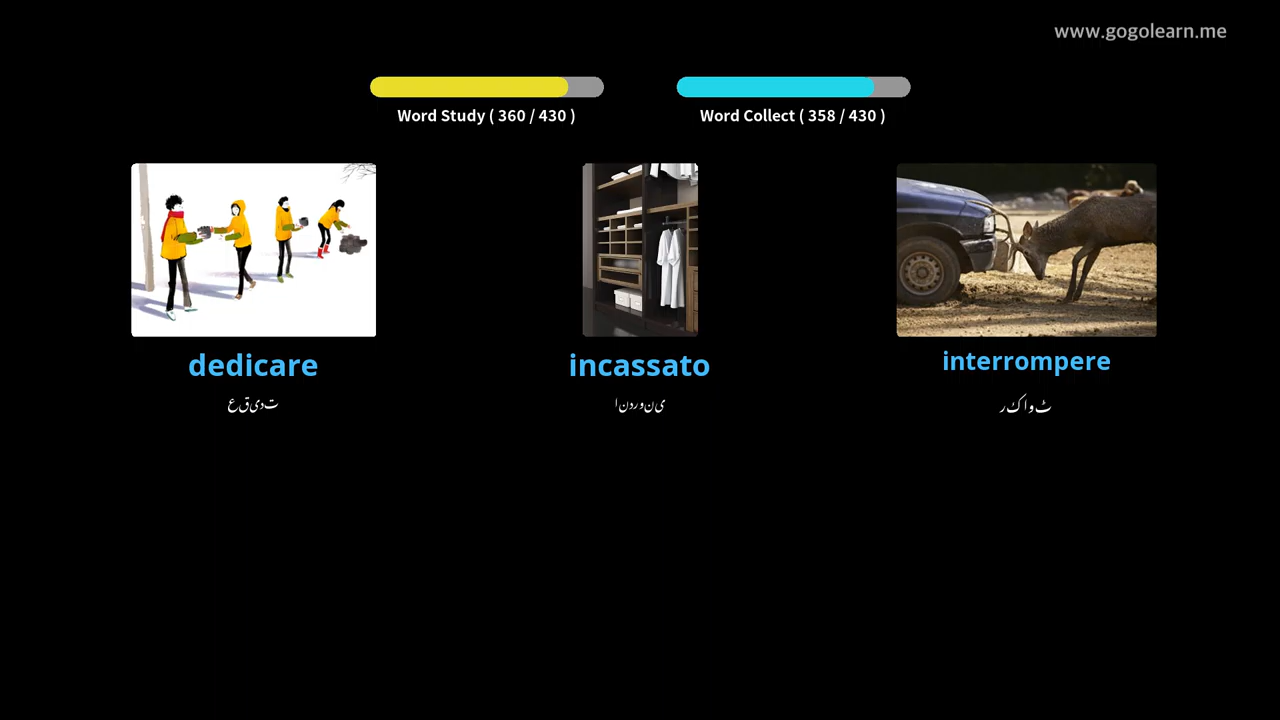 www.gogolearn.me
Word Study ( 360 / 430 )
Word Collect ( 358 / 430 )
dedicare
incassato
interrompere
عقیدت
اندرونی
رکاوٹ